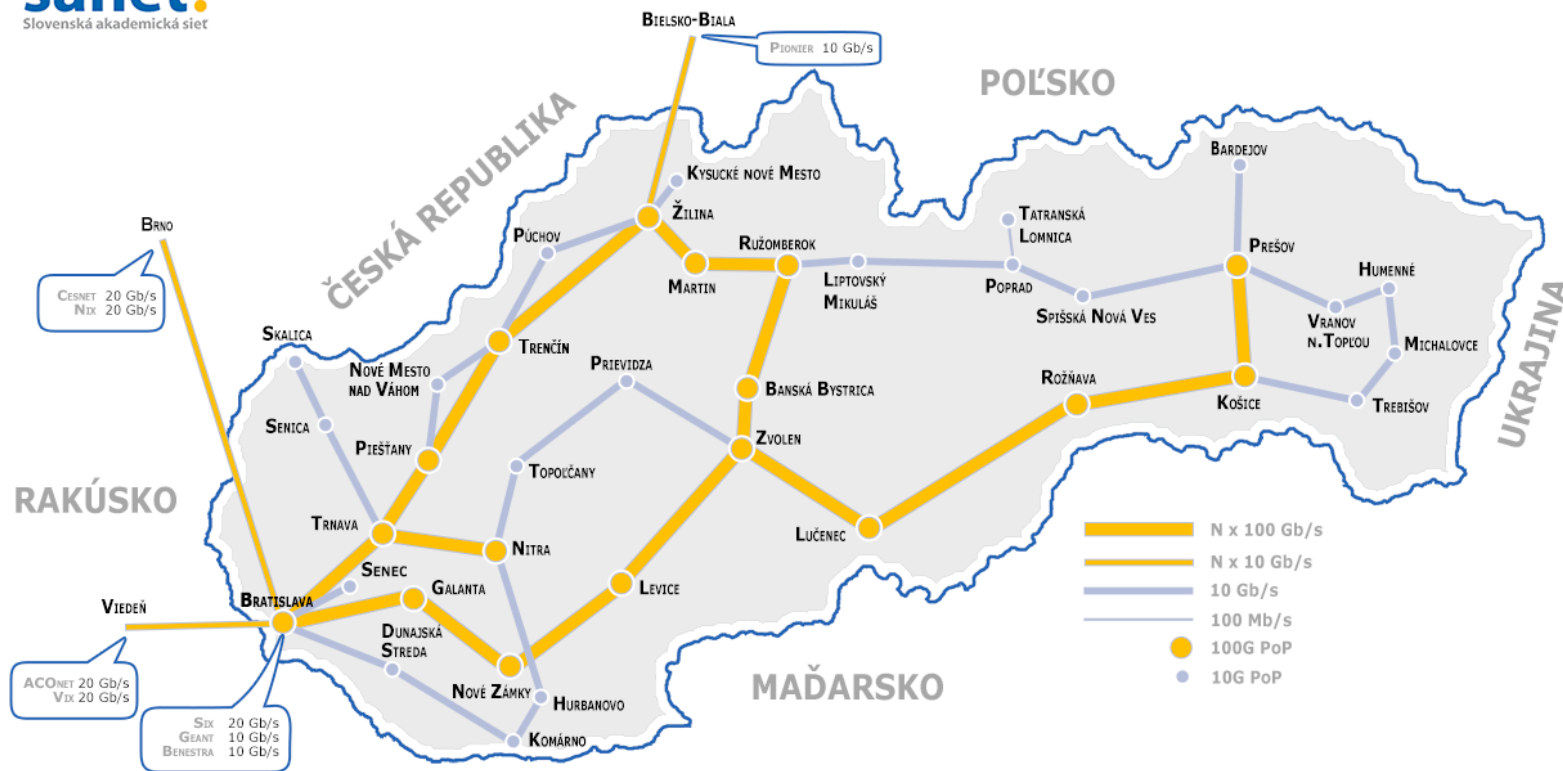 sanet.
Slovenská akademická sieť
BIELSKO-BIALA
PIONIER 10 Gb/s
POĽSKO
ČESKÁ REPUBLIKA
BARDEJOV
KYSUCKÉ NOVÉ MESTO
ŽILINA
TATRANSKÁ
LOMNICA
BRNO
PÚCHOV
RUŽOMBEROK
PREŠOV
CESNET 20 Gb/s
NIX 20 Gb/s
MARTIN
LIPTOVSKÝ
MIKULÁŠ
POPRAD
HUMENNÉ
SPIŠSKÁ NOVÁ VES
VRANOV
N.TOPĽOU
UKRAJINA
SKALICA
TRENČÍN
MICHALOVCE
NOVÉ MESTO
NAD VÁHOM
PRIEVIDZA
BANSKÁ BYSTRICA
ROŽŇAVA
KOŠICE
TREBIŠOV
SENICA
PIEŠŤANY
ZVOLEN
TOPOĽČANY
RAKÚSKO
TRNAVA
NITRA
LUČENEC
N x 100 Gb/s
N x 10 Gb/s
10 Gb/s
100 Mb/s
100G PoP
10G PoP
SENEC
GALANTA
LEVICE
VIEDEŇ
BRATISLAVA
DUNAJSKÁ
STREDA
ACONET 20 Gb/s
VIX 20 Gb/s
NOVÉ ZÁMKY
HURBANOVO
MAĎARSKO
SIX 20 Gb/s
GEANT 10 Gb/s
BENESTRA 10 Gb/s
KOMÁRNO